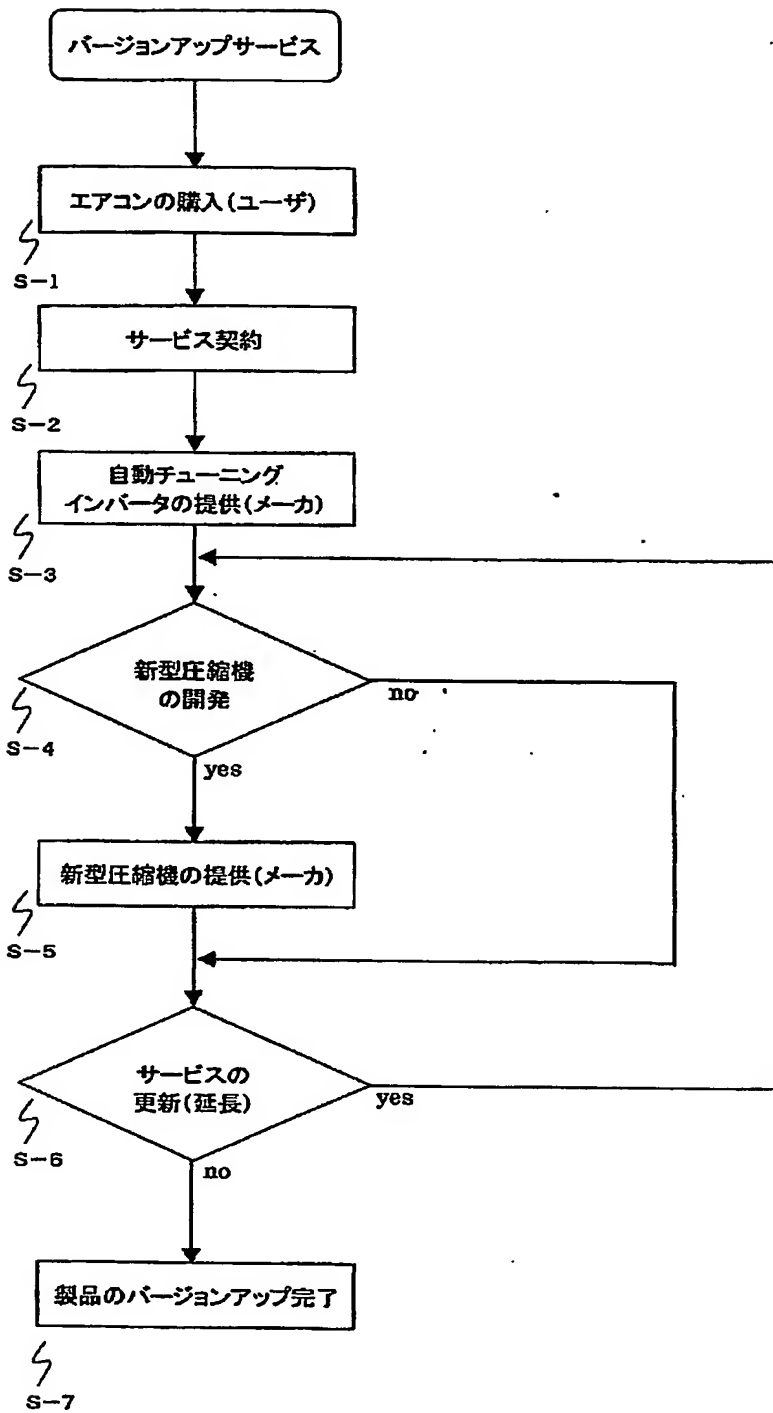 バージョンアップサービス
エアコンの購入(ユーザ)
S-1
サービス契約
S-2
自動チューニング
インバータの提供(メーカ)
S-3
新型圧縮機
の開発
no
S-4
yes
新型圧縮機の提供(メーカ)
S-5
サービスの
更新(延長)
yes
S-6
no
製品のバージョンアップ完了
S-7